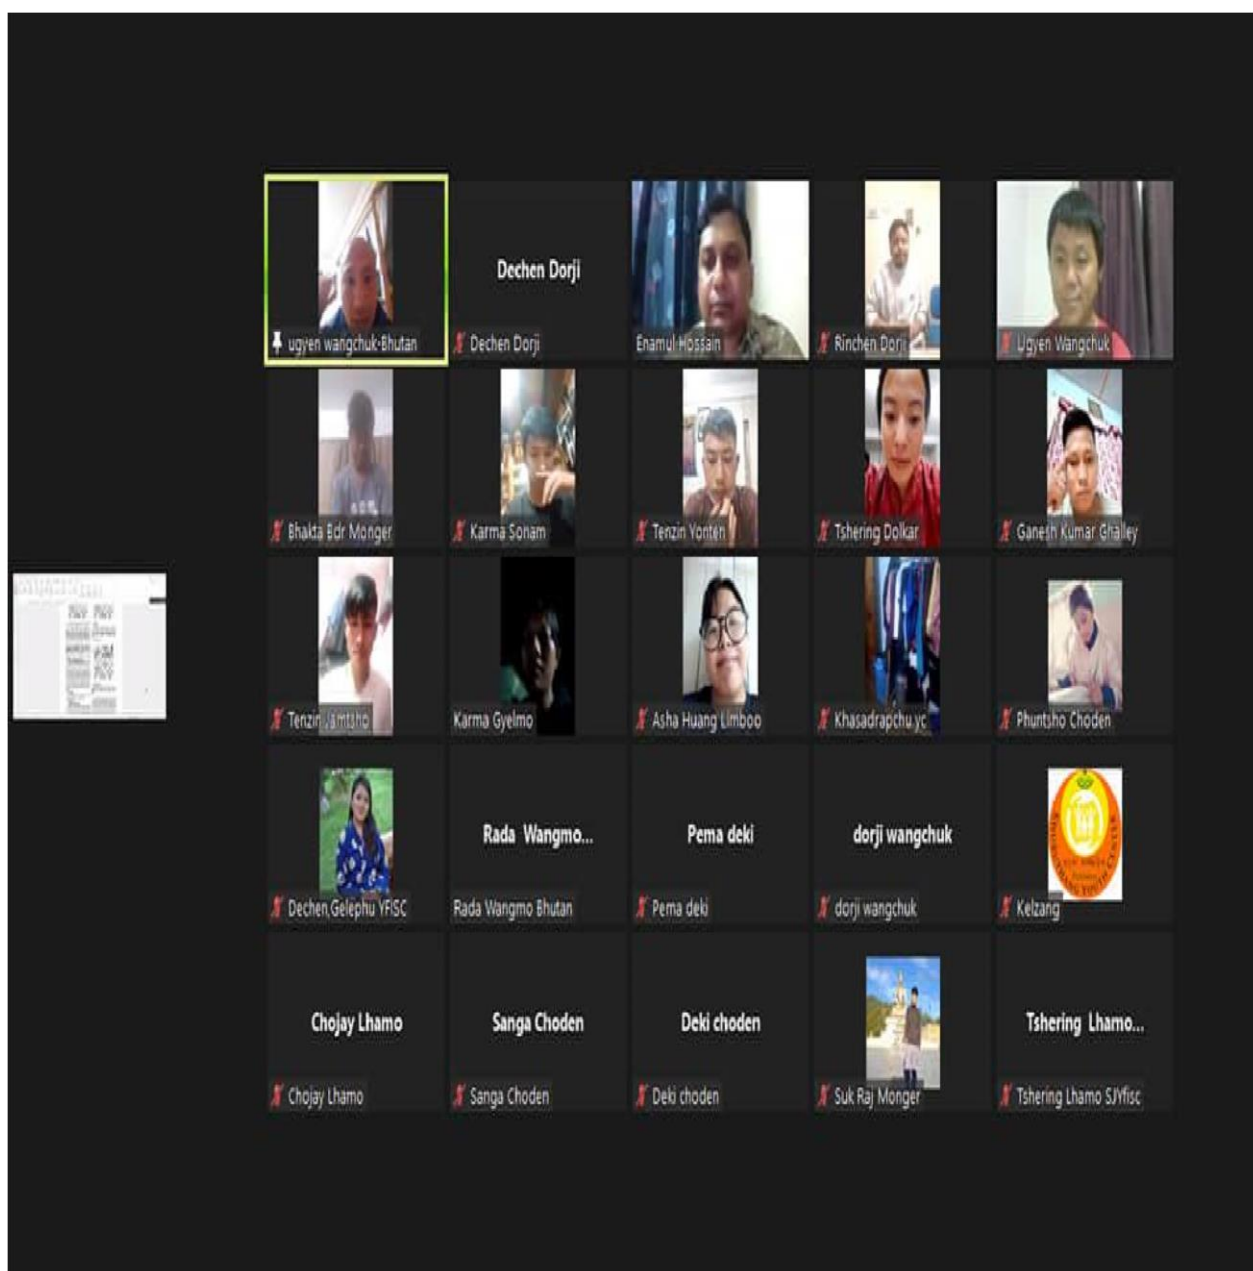 ugyen wangchuk-Bhutan
Dechen Dorji
Dechen Dorji
Enamul Hossain
Rinchen Dorji
Ugyen Wangchuk
Bhakta Bdr Monger
Karma Sonam
Tenzin Yonten
Tshering Dolkar
Ganesh Kumar Ghalley
Tenzin Jamtsho
Karma Gyelmo
Asha Huang Limboo
Khasadrapchu yc
Phuntsho Choden
Dechen,Gelephu YFISC
Rada Wangmo...
Rada Wangmo Bhutan
Pema deki
Pema deki
dorji wangchuk
dorji wangchuk
YOUTH CENTER
Kelzang
Chojay Lhamo
Chojay Lhamo
Sanga Choden
Sanga Choden
Deki choden
Deki choden
Suk Raj Monger
Tshering Lhamo...
Tshering Lhamo SJYfisc